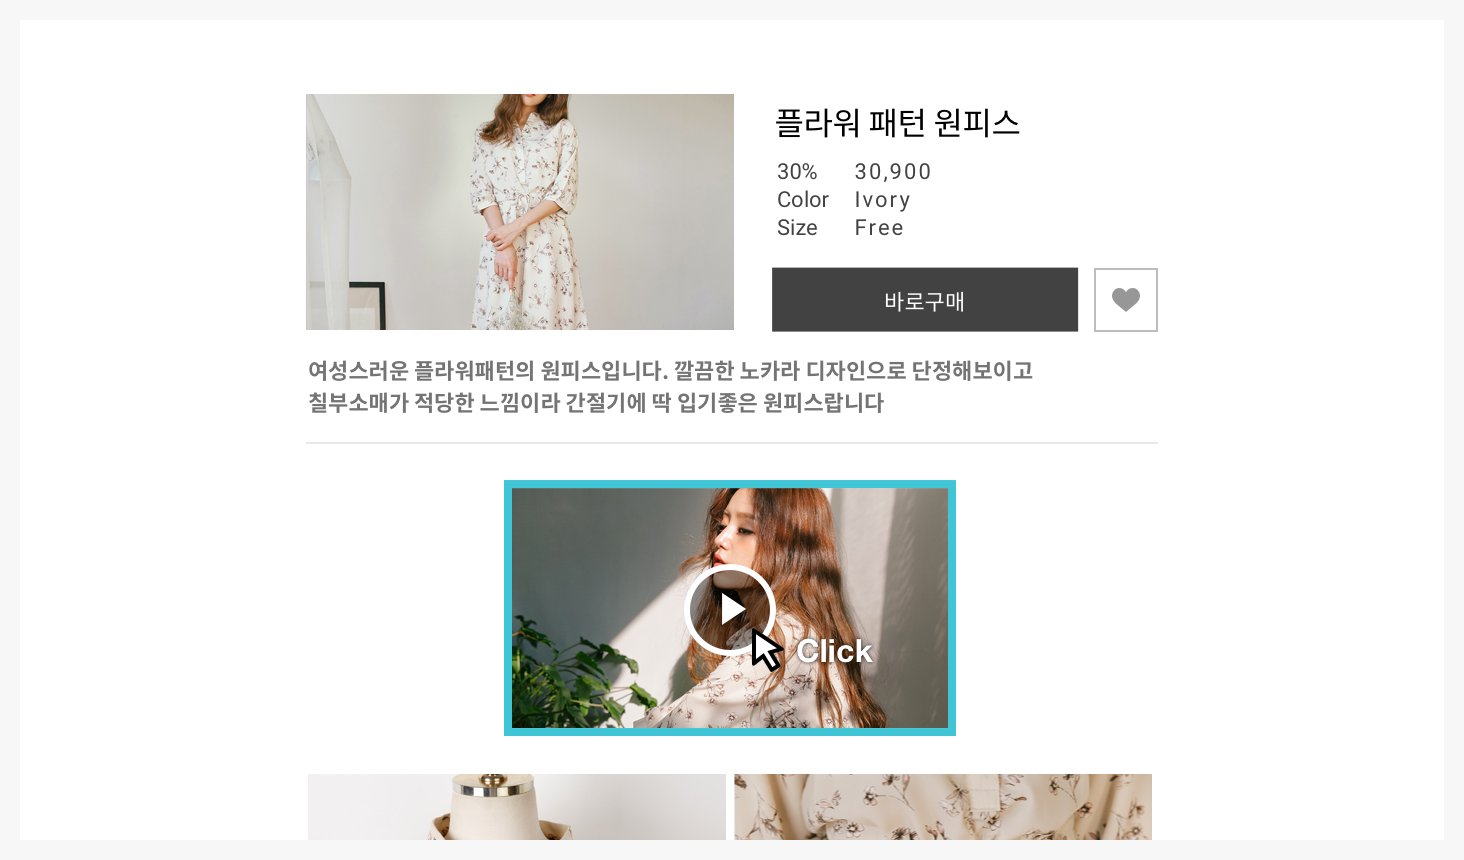 플라워 패턴 원피스
30% 30,900
Color Ivory
Size Free
바로구매
여성스러운 플라워패턴의 원피스입니다. 깔끔한 노카라 디자인으로 단정해보이고
칠부소매가 적당한 느낌이라 간절기에 딱 입기좋은 원피스랍니다
Click